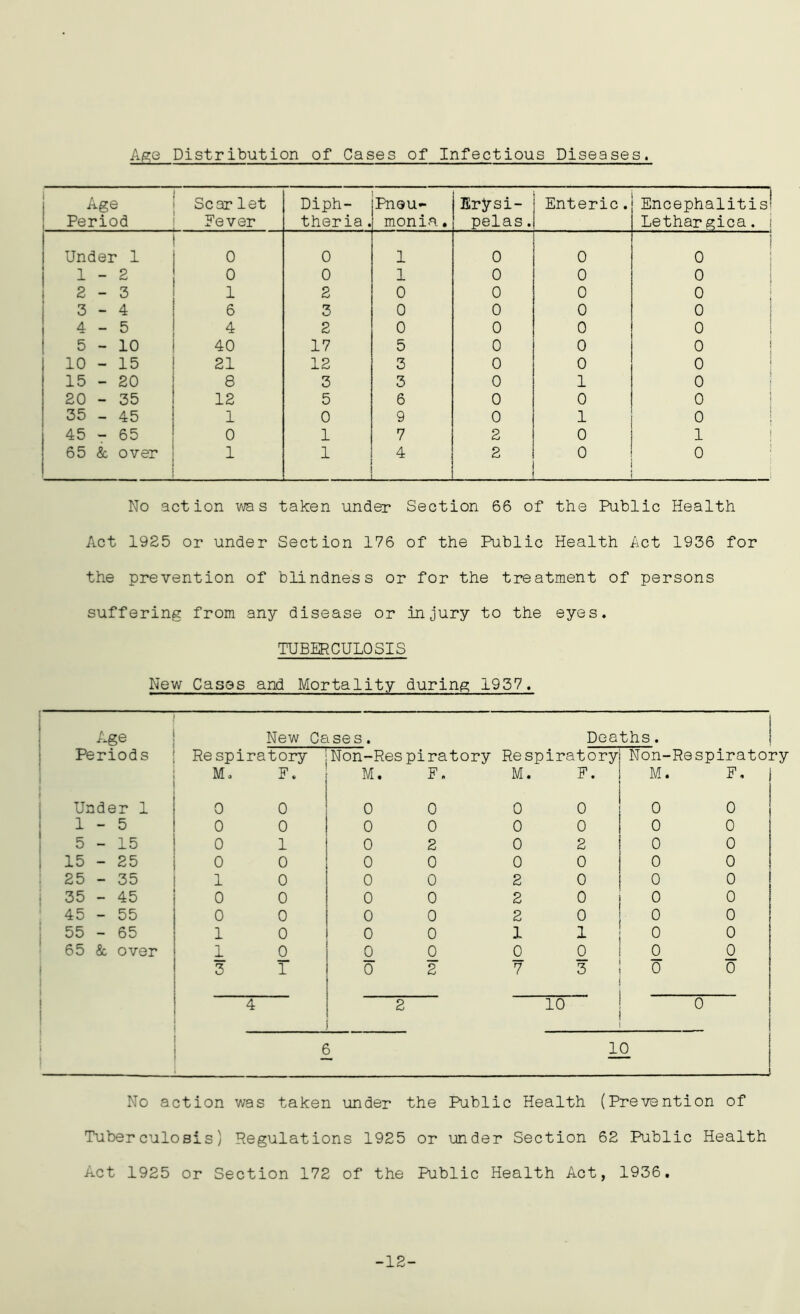 Age Distribution of Cases of Infectious Diseases.
Age Scarlet Diph- Pneu- Erysi- Enteric. Encephalitis
Period Fever theria. monia. pelas. Lethargica.
Under 1 0 0 1 0 0 0
1 - 2 0 0 1 0 0 0
2 - 3 1 2 0 0 0 0
3 - 4 6 3 0 0 0 0
4 - 5 4 2 0 0 0 0
5 - 10 40 17 5 0 0 0
10 - 15 21 12 3 0 0 0
15 - 20 8 3 3 0 1 0
20 - 35 12 5 6 0 0 0
35 - 45 1 0 9 0 1 0
45 - 65 0 1 7 2 0 1
65 & over 1 1 4 2 0 0
No action was taken under Section 66 of the Public Health
Act 1925 or under Section 176 of the Public Health Act 1936 for
the prevention of blindness or for the treatment of persons
suffering from any disease or injury to the eyes.
TUBERCULOSIS
New Cases and Mortality during 1937.
Age New Cases. Deaths.
Periods Respiratory Non-Respiratory Respiratory Non-Respiratory
M. F. M. F. M. F. M. F.
Under 1 0 0 0 0 0 0 0 0
1 - 5 0 0 0 0 0 0 0 0
5 - 15 0 1 0 2 0 2 0 0
15 - 25 0 0 0 0 0 0 0 0
25 - 35 1 0 0 0 2 0 0 0
35 - 45 0 0 0 0 2 0 0 0
45 - 55 0 0 0 0 2 0 0 0
55 - 65 1 0 0 0 1 1 0 0
65 & over 1 0 0 0 0 0 0 0
3 1 0 2 7 3 0 0
4 2 10 0
6 10
No action was taken under the Public Health (Prevention of
Tuberculosis) Regulations 1925 or under Section 62 Public Health
Act 1925 or Section 172 of the Public Health Act, 1936.
-12-